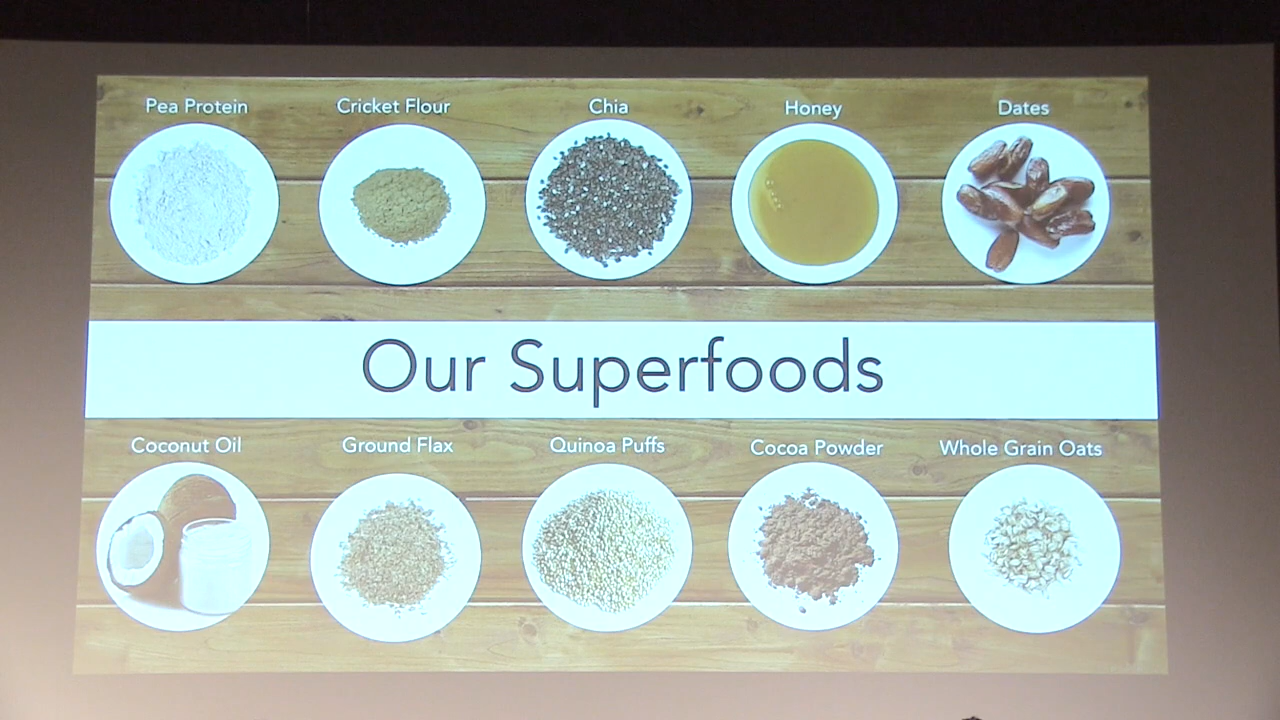 Pea Protein
Cricket Flour
Chia
Honey
Dates
Our Superfoods
Coconut Oil
Ground Flax
Quinoa Puffs
Cocoa Powder
Whole Grain Oats